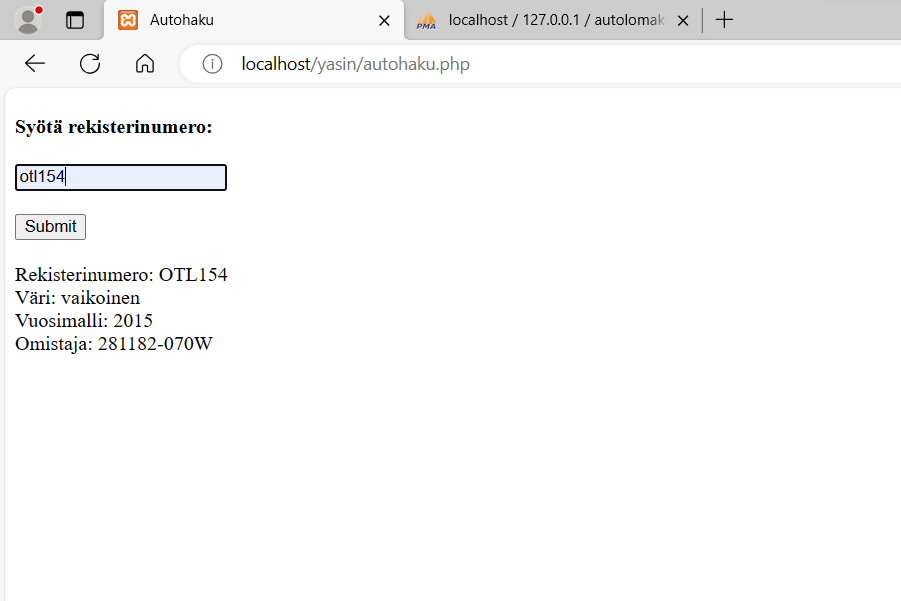 Autohaku
localhost / 127.0.0.1 / autolomak
localhost/yasin/autohaku.php
Syötä rekisterinumero:
otl154
Submit
Rekisterinumero: OTL154
Väri: vaikoinen
Vuosimalli: 2015
Omistaja: 281182-070W